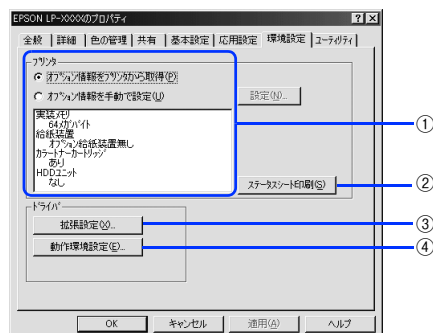 EPSON LP-XXXXのプロパティ
全般 詳細 色の管理 共有 基本設定 応用設定 環境設定 ユーティリティ
プリンタ
オプション情報をプリンタから取得(P)
オプション情報を手動で設定(U)
設定(N)...
実装メモリ
64メガバイト
給紙装置
オプション給紙装置無し
カラートナーカートリッジ
あり
HDDユニット
なし
ステータスシート印刷(S)
ドライバ
拡張設定(X)...
動作環境設定(E)...
OK キャンセル 適用(A) ヘルプ
①
②
③
④